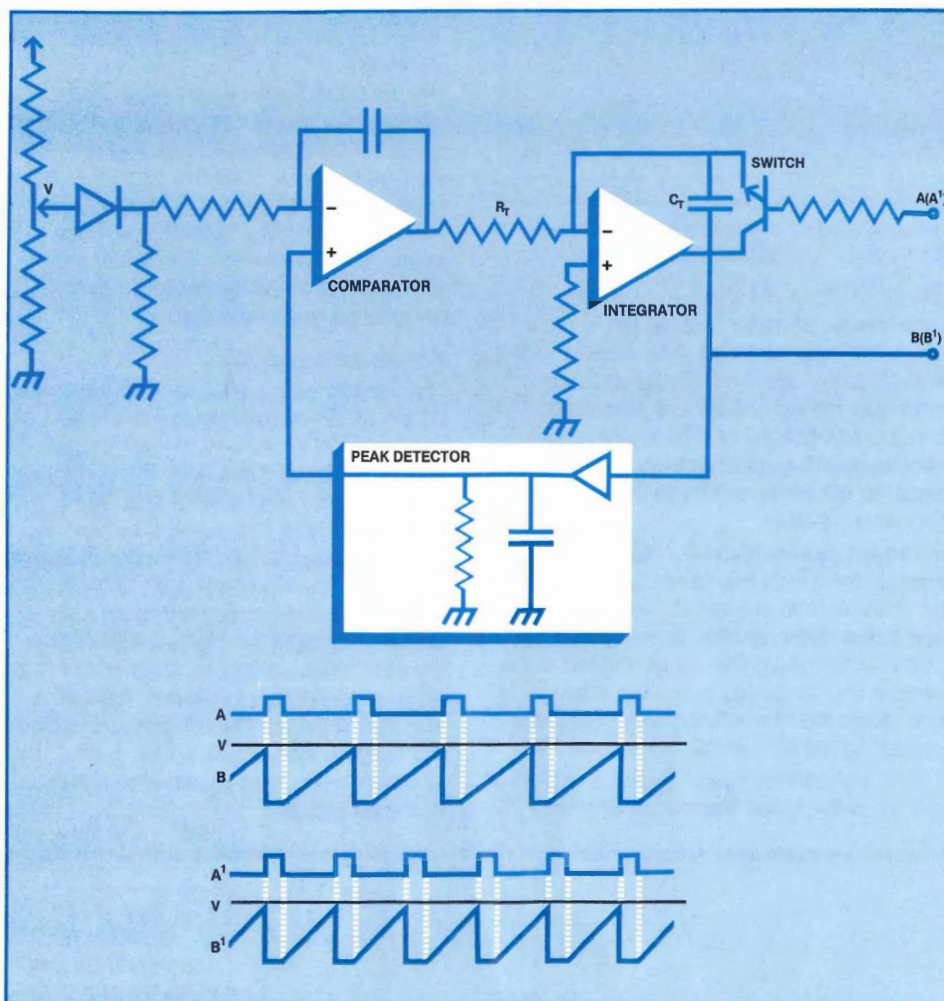 SWITCH
V
−
+
R_T
−
+
C_T
A(A¹)
COMPARATOR
INTEGRATOR
B(B¹)
PEAK DETECTOR
A
V
B
A¹
V
B¹